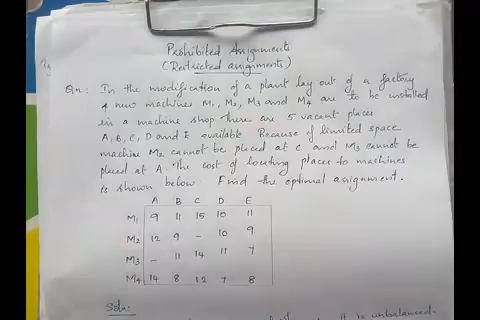 Prohibited Assignments
(Restricted assignments)
Qn: In the modification of a plant lay out of a factory
4 new machines M1, M2, M3 and M4 are to be installed
in a machine shop there are 5 vacant places
A, B, C, D and E available Because of limited space
machine M2 cannot be placed at C and M3 cannot be
placed at A. The cost of locating places to machines
is shown below Find the optimal assignment.
A B C D E
M1 9 11 15 10 11
M2 12 9 - 10 9
M3 - 11 14 11 7
M4 14 8 12 7 8
Soln:
it is unbalanced.